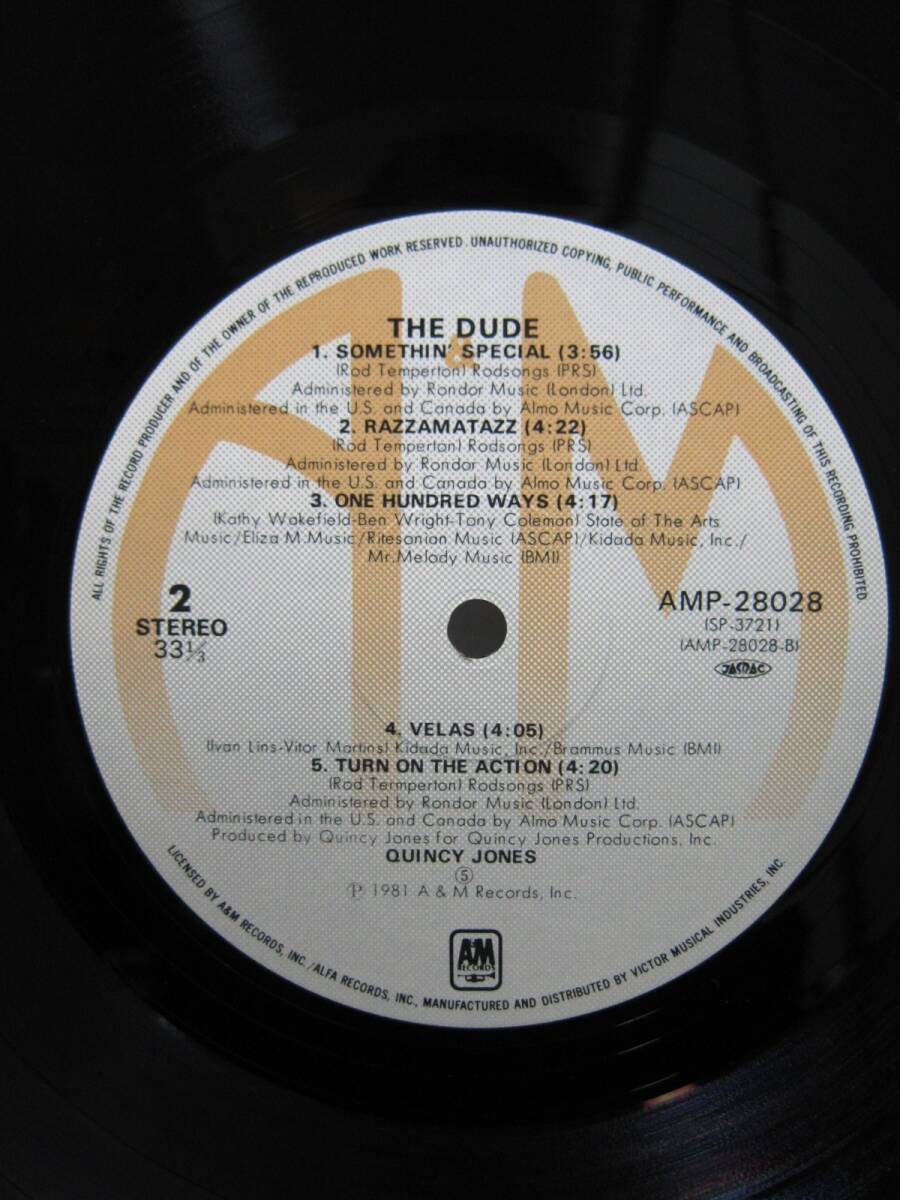 ALL RIGHTS OF THE RECORD PRODUCER AND OF THE OWNER OF THE REPRODUCED WORK RESERVED. UNAUTHORIZED COPYING, PUBLIC PERFORMANCE AND BROADCASTING OF THIS RECORDING PROHIBITED
THE DUDE
1. SOMETHIN' SPECIAL (3:56)
(Rod Temperton) Rodsongs (PRS)
Administered by Rondor Music (London) Ltd.
Administered in the U.S. and Canada by Almo Music Corp. (ASCAP)
2. RAZZAMATAZZ (4:22)
(Rod Temperton) Rodsongs (PRS)
Administered by Rondor Music (London) Ltd.
Administered in the U.S. and Canada by Almo Music Corp. (ASCAP)
3. ONE HUNDRED WAYS (4:17)
(Kathy Wakefield-Ben Wright-Tony Coleman) State of The Arts
Music/Eliza M.Music/Ritesonian Music (ASCAP)/Kidada Music, Inc./
Mr.Melody Music (BMI)
2
STEREO
33⅓
AMP-28028
(SP-3721)
(AMP-28028-B)
JASRAC
4. VELAS (4:05)
(Ivan Lins-Vitor Martins) Kidada Music, Inc./Brammus Music (BMI)
5. TURN ON THE ACTION (4:20)
(Rod Termperton) Rodsongs (PRS)
Administered by Rondor Music (London) Ltd.
Administered in the U.S. and Canada by Almo Music Corp. (ASCAP)
Produced by Quincy Jones for Quincy Jones Productions, Inc.
QUINCY JONES
⑤
Ⓟ 1981 A & M Records, Inc.
A&M
RECORDS
LICENSED BY A&M RECORDS, INC./ALFA RECORDS, INC., MANUFACTURED AND DISTRIBUTED BY VICTOR MUSICAL INDUSTRIES, INC.